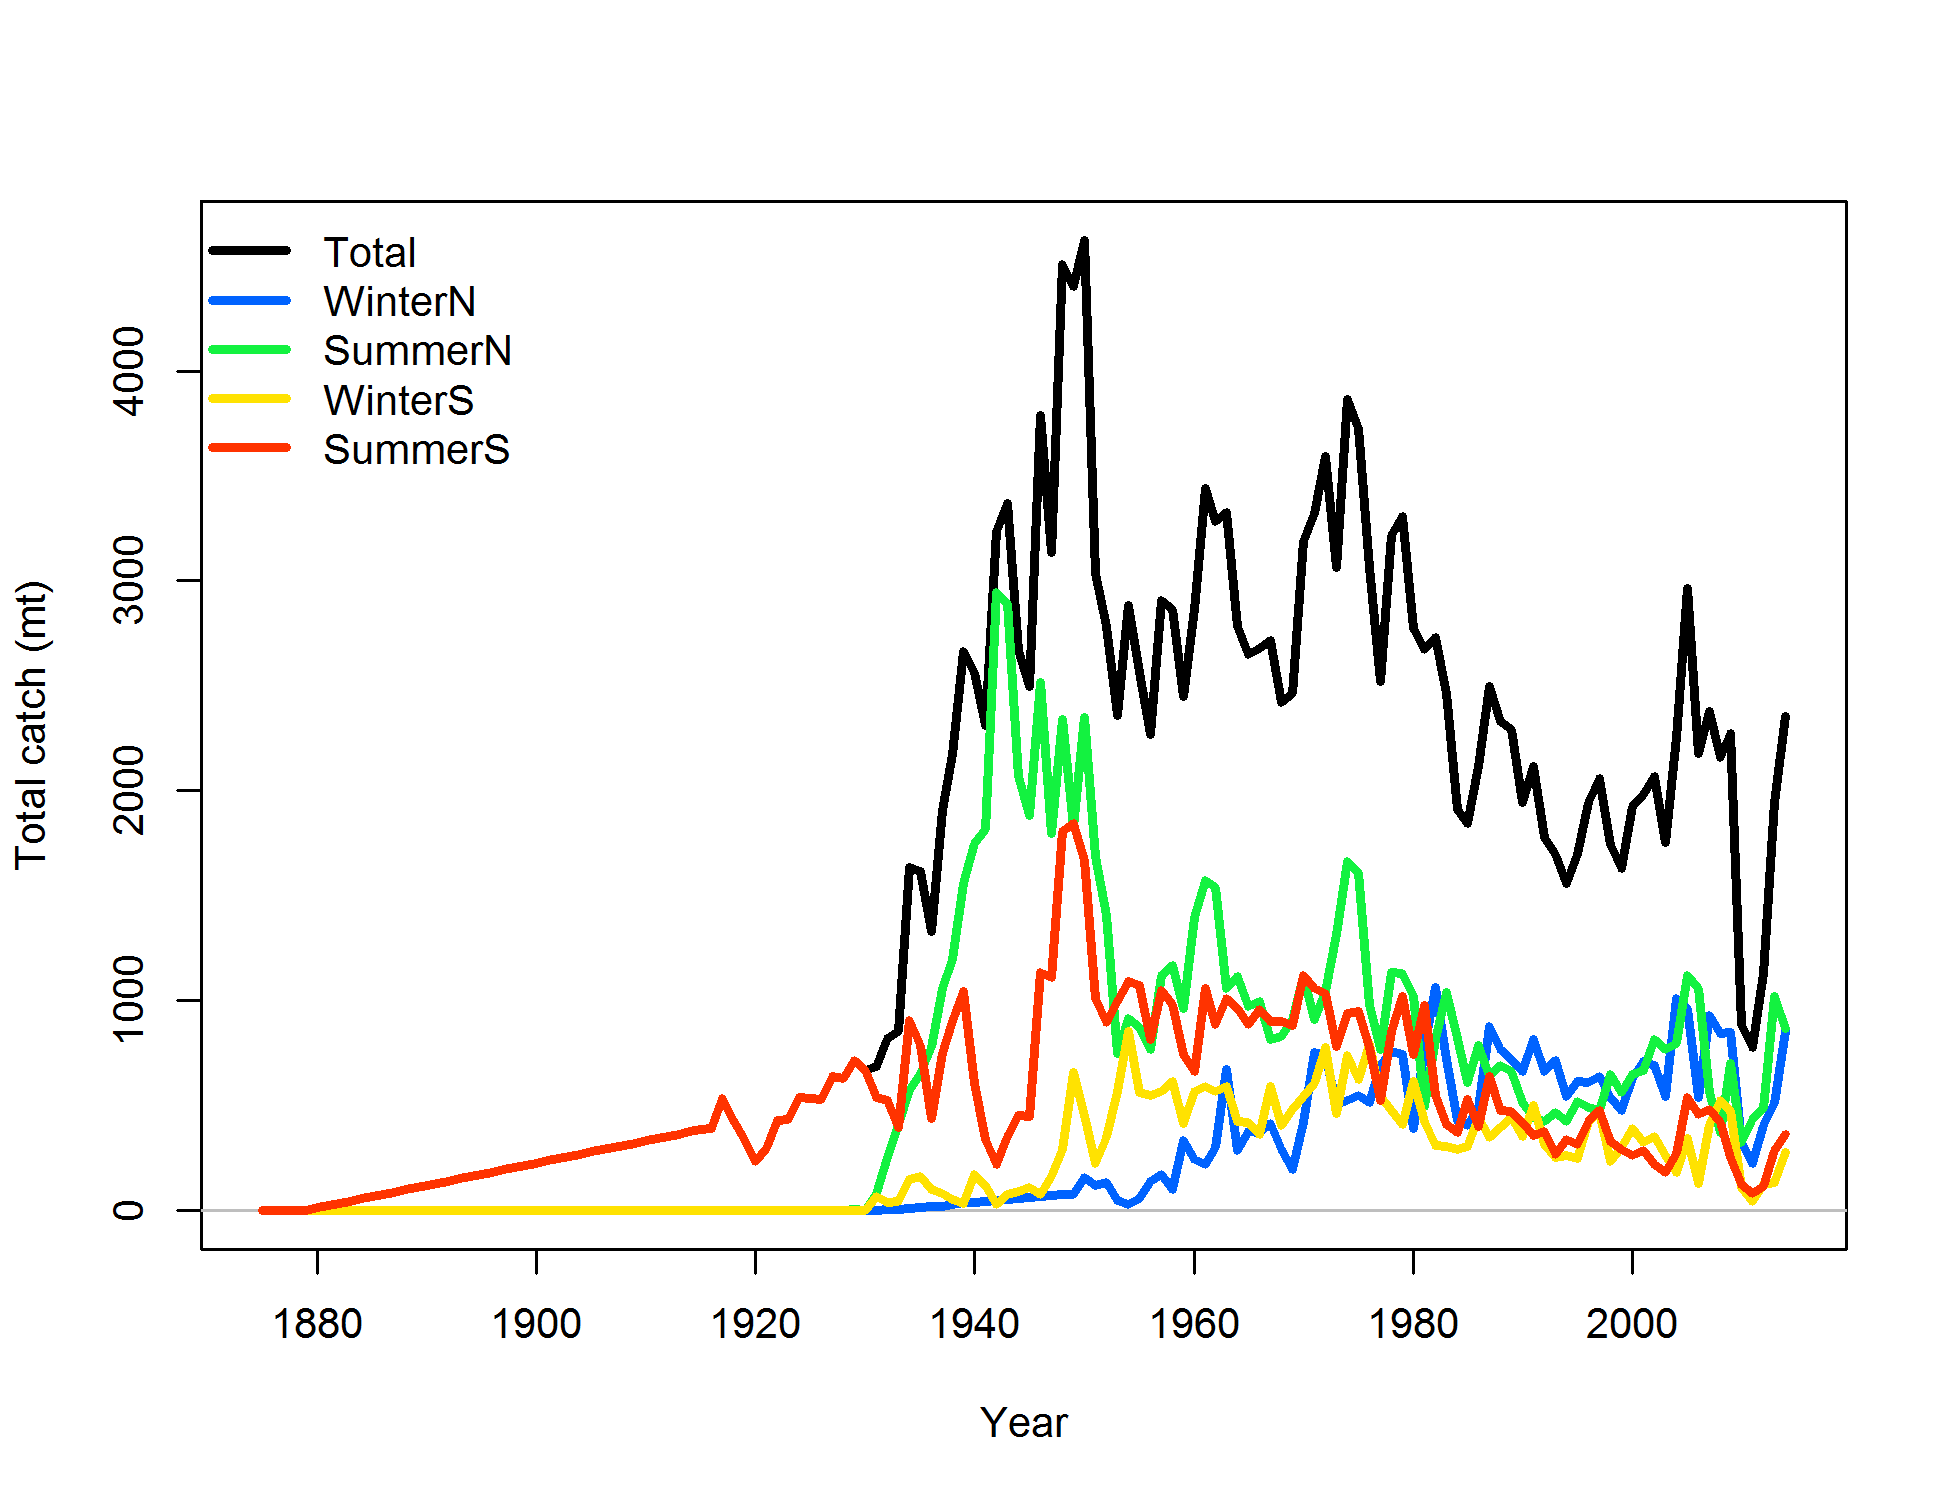 Total
WinterN
SummerN
WinterS
SummerS
Total catch (mt)
4000
3000
2000
1000
0
1880 1900 1920 1940 1960 1980 2000
Year